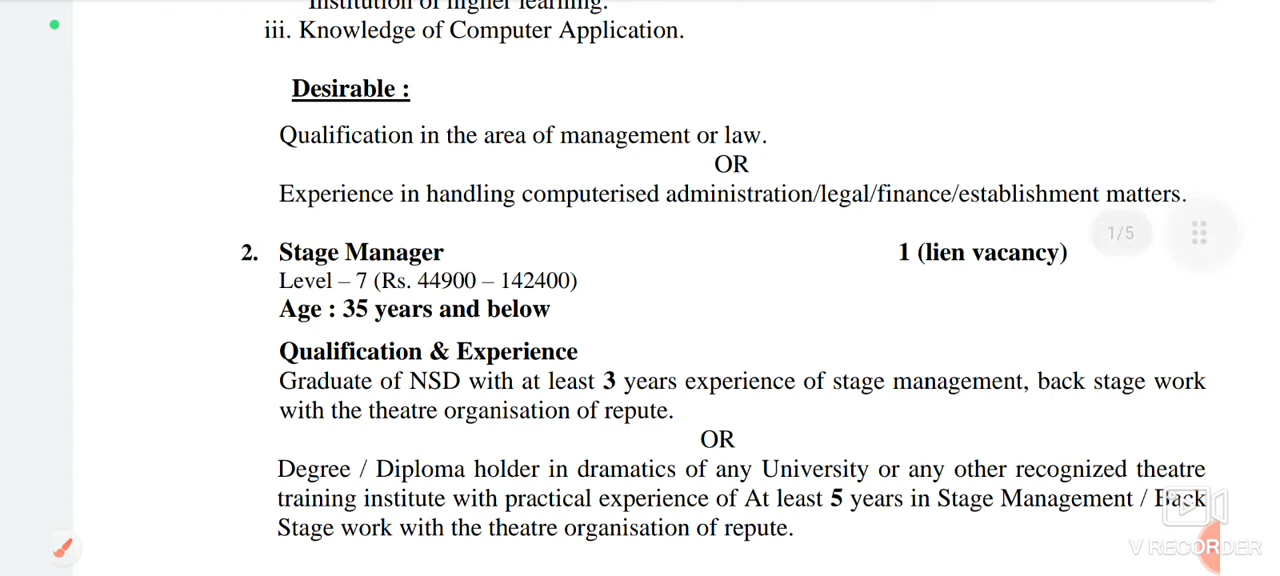 Institution of higher learning.
iii. Knowledge of Computer Application.
Desirable :
Qualification in the area of management or law.
OR
Experience in handling computerised administration/legal/finance/establishment matters.
1/5
2. Stage Manager 1 (lien vacancy)
Level – 7 (Rs. 44900 – 142400)
Age : 35 years and below
Qualification & Experience
Graduate of NSD with at least 3 years experience of stage management, back stage work
with the theatre organisation of repute.
OR
Degree / Diploma holder in dramatics of any University or any other recognized theatre
training institute with practical experience of At least 5 years in Stage Management / Back
Stage work with the theatre organisation of repute.
V RECORDER